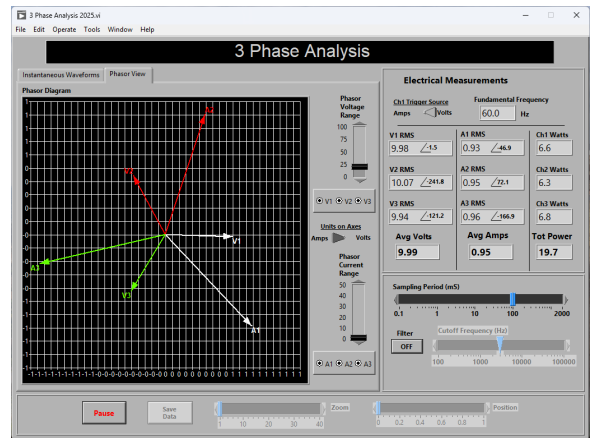 3 Phase Analysis 2025.vi
File Edit Operate Tools Window Help
3 Phase Analysis
Instantaneous Waveforms Phasor View
Phasor Diagram
A2
V2
V1
A3
V3
A1
Phasor
Voltage
Range
100
75
50
25
0
V1 V2 V3
Units on Axes
Amps Volts
Phasor
Current
Range
50
40
30
20
10
0
A1 A2 A3
Electrical Measurements
Ch1 Trigger Source
Amps Volts
Fundamental Frequency
60.0 Hz
V1 RMS A1 RMS Ch1 Watts
9.98 -1.5 0.93 -46.9 6.6
V2 RMS A2 RMS Ch2 Watts
10.07 -241.8 0.95 72.1 6.3
V3 RMS A3 RMS Ch3 Watts
9.94 -121.2 0.96 -166.9 6.8
Avg Volts Avg Amps Tot Power
9.99 0.95 19.7
Sampling Period (mS)
0.1 1 10 100 2000
Filter Cutoff Frequency (Hz)
OFF
100 1000 10000 100000
Pause
Save
Data
Zoom
1 10 20 30 40
Position
0 0.2 0.4 0.6 0.8 1